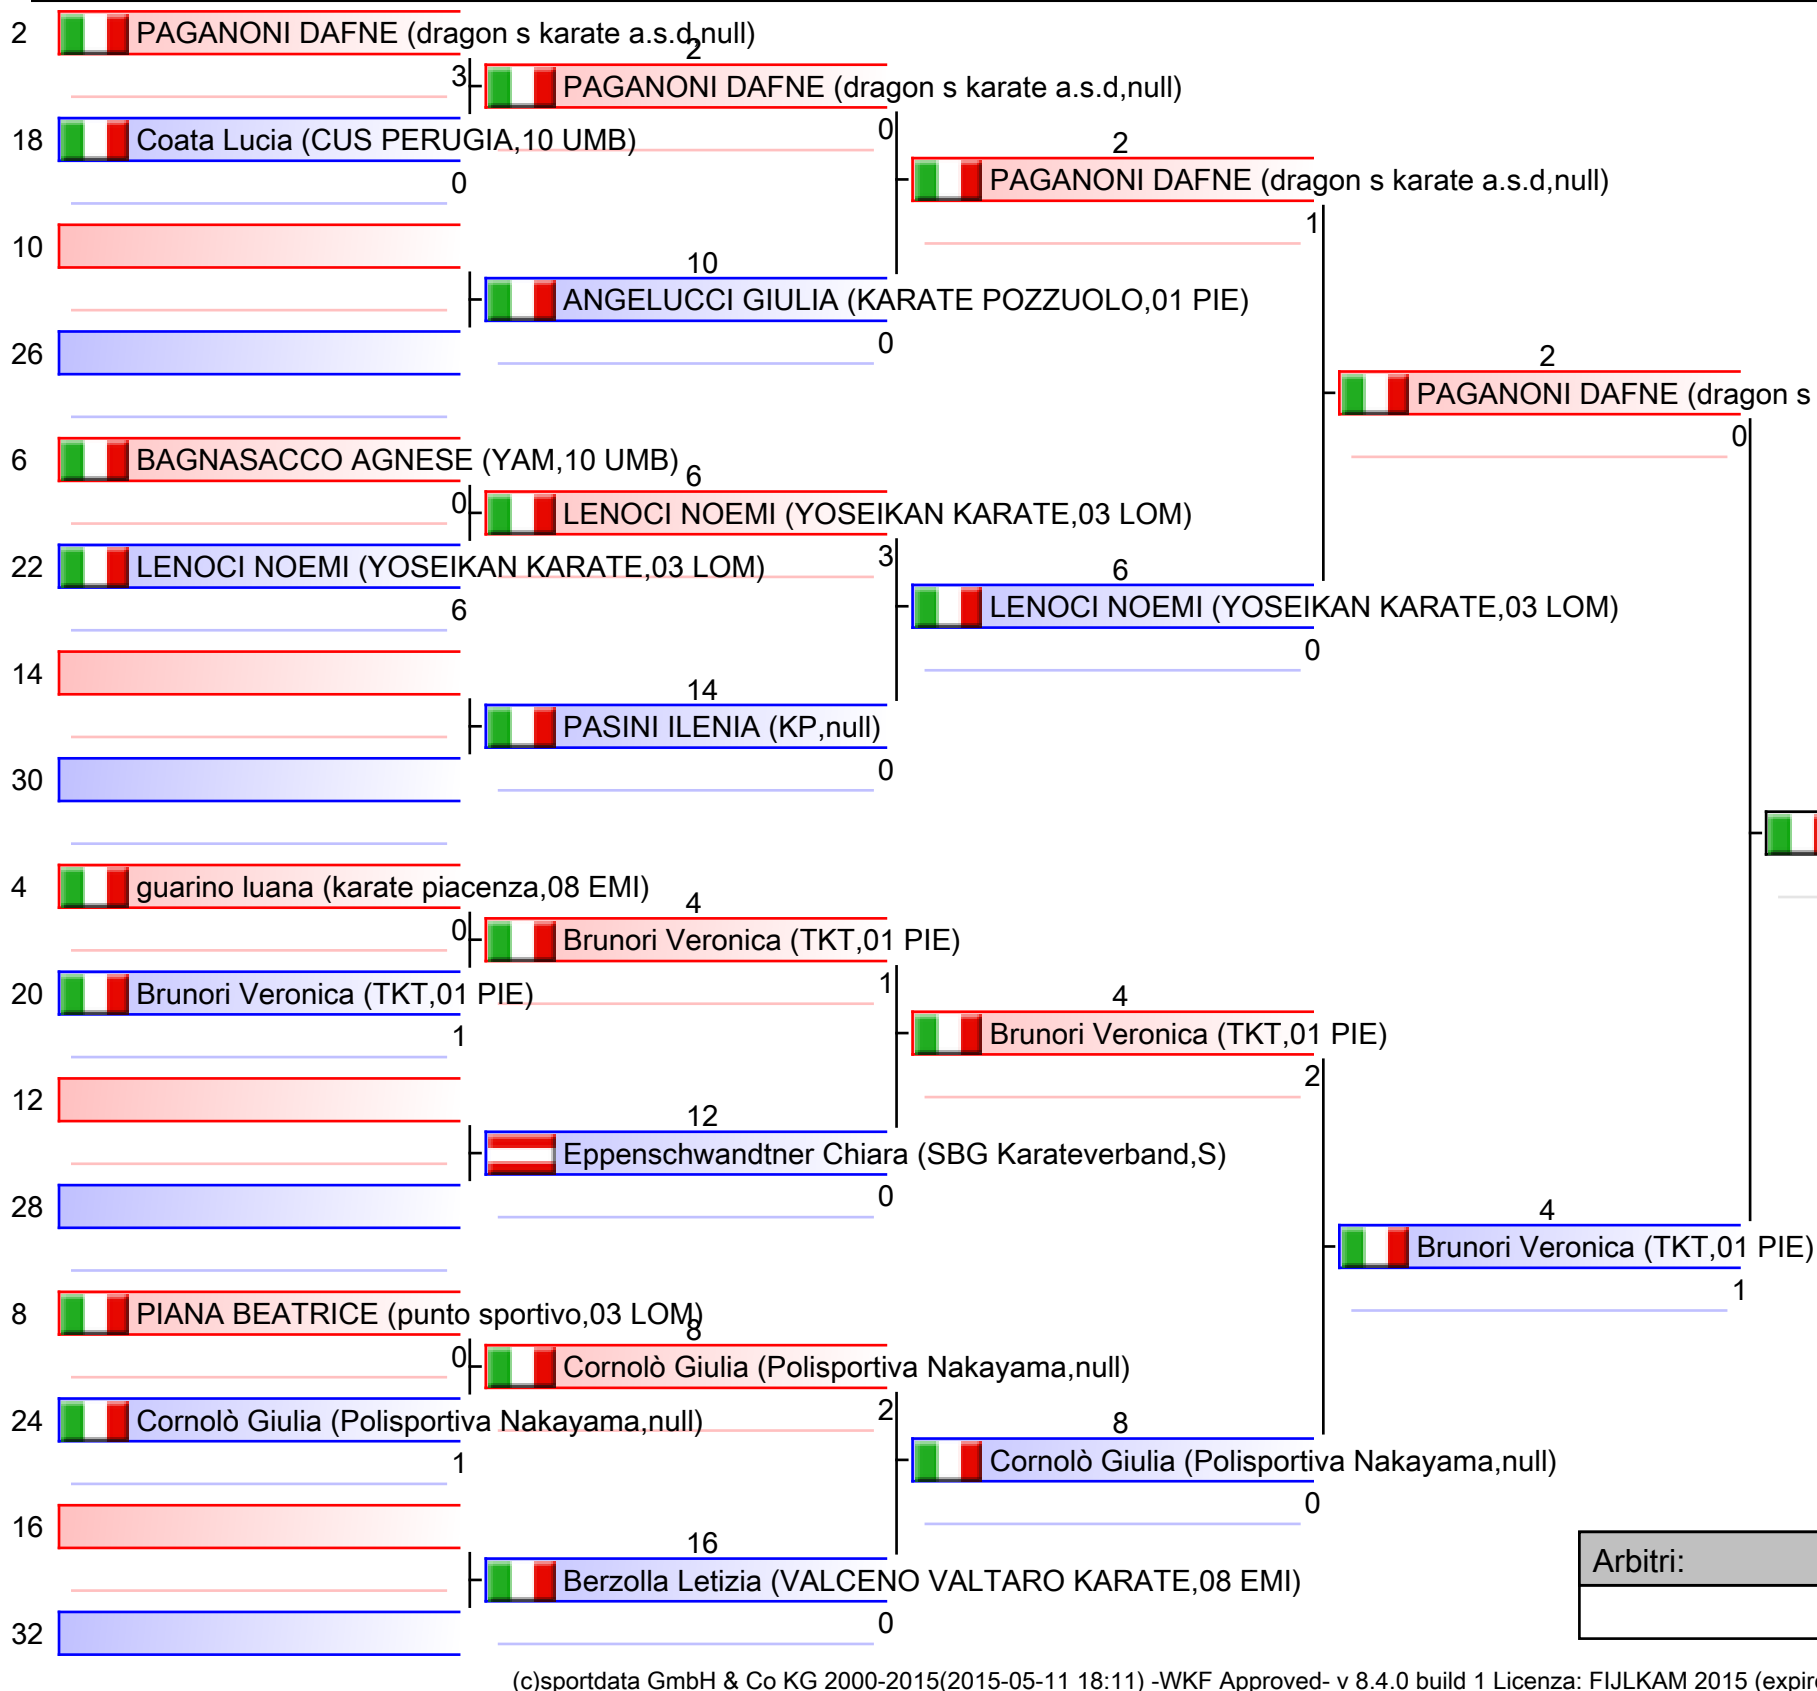 2 PAGANONI DAFNE (dragon s karate a.s.d,null)
2
3 PAGANONI DAFNE (dragon s karate a.s.d,null)
18 Coata Lucia (CUS PERUGIA,10 UMB)
0
0
2
PAGANONI DAFNE (dragon s karate a.s.d,null)
1
10
10
ANGELUCCI GIULIA (KARATE POZZUOLO,01 PIE)
0
26
2
PAGANONI DAFNE (dragon s
0
6 BAGNASACCO AGNESE (YAM,10 UMB)
6
0 LENOCI NOEMI (YOSEIKAN KARATE,03 LOM)
22 LENOCI NOEMI (YOSEIKAN KARATE,03 LOM)
6
3
6
LENOCI NOEMI (YOSEIKAN KARATE,03 LOM)
0
14
14
PASINI ILENIA (KP,null)
0
30
4 guarino luana (karate piacenza,08 EMI)
4
0 Brunori Veronica (TKT,01 PIE)
20 Brunori Veronica (TKT,01 PIE)
1
1
4
Brunori Veronica (TKT,01 PIE)
2
12
12
Eppenschwandtner Chiara (SBG Karateverband,S)
0
28
4
Brunori Veronica (TKT,01 PIE)
1
8 PIANA BEATRICE (punto sportivo,03 LOM)
8
0 Cornolò Giulia (Polisportiva Nakayama,null)
24 Cornolò Giulia (Polisportiva Nakayama,null)
1
2
8
Cornolò Giulia (Polisportiva Nakayama,null)
0
16
16
Berzolla Letizia (VALCENO VALTARO KARATE,08 EMI)
0
32
Arbitri:
(c)sportdata GmbH & Co KG 2000-2015(2015-05-11 18:11) -WKF Approved- v 8.4.0 build 1 Licenza: FIJLKAM 2015 (expir